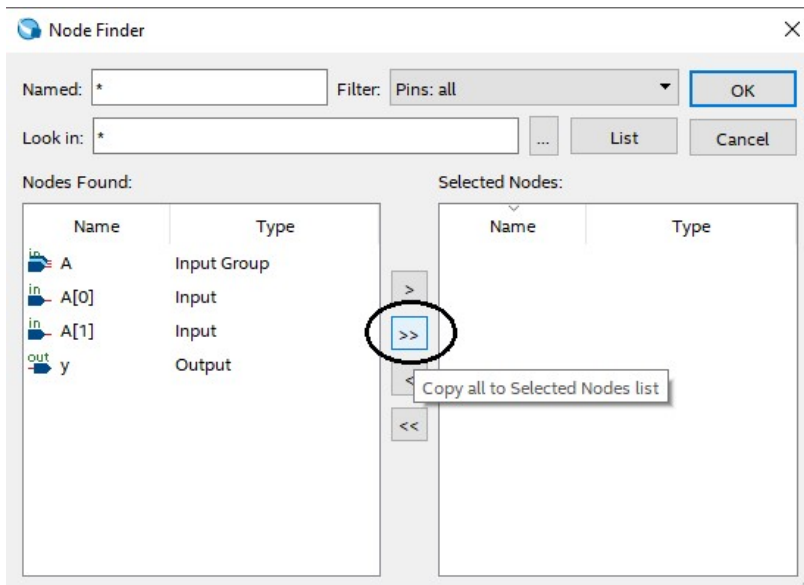 Node Finder
Named: * Filter: Pins: all OK
Look in: * ... List Cancel
Nodes Found: Selected Nodes:
Name Type Name Type
in A Input Group
in A[0] Input
>
in A[1] Input
>>
out y Output
<
Copy all to Selected Nodes list
<<